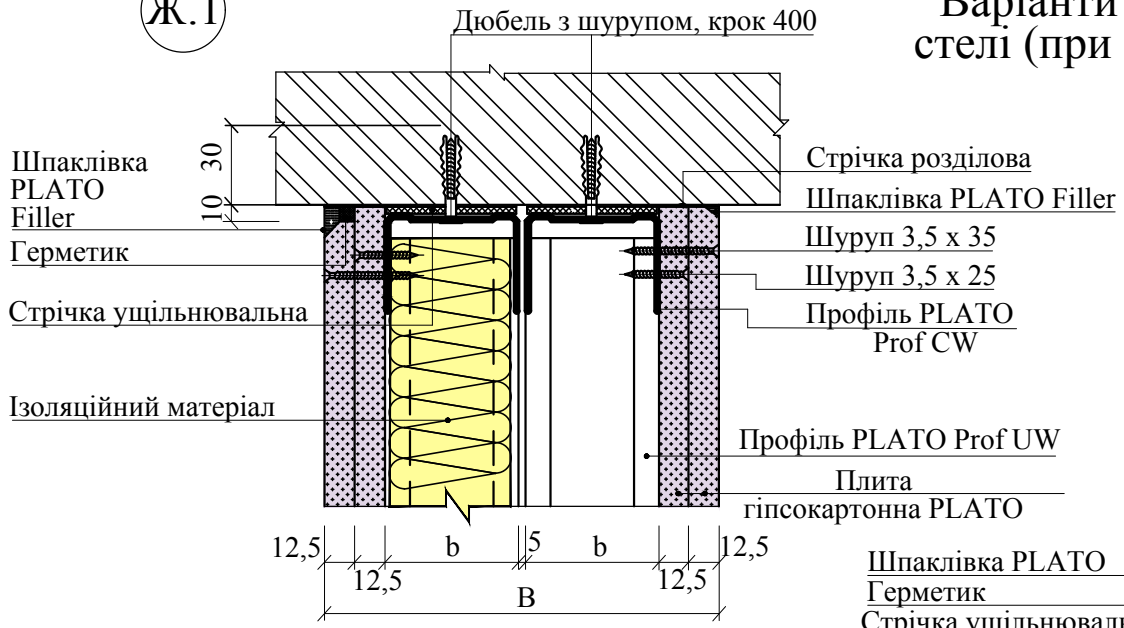 Ж.1
Варіанти
стелі (при
Дюбель з шурупом, крок 400
30
10
Шпаклівка
PLATO
Filler
Герметик
Стрічка ущільнювальна
Ізоляційний матеріал
Стрічка розділова
Шпаклівка PLATO Filler
Шуруп 3,5 х 35
Шуруп 3,5 х 25
Профіль PLATO
Prof CW
Профіль PLATO Prof UW
Плита
гіпсокартонна PLATO
12,5 b 5 b 12,5
12,5 12,5
B
Шпаклівка PLATO
Герметик
Стрічка ущільнюваль